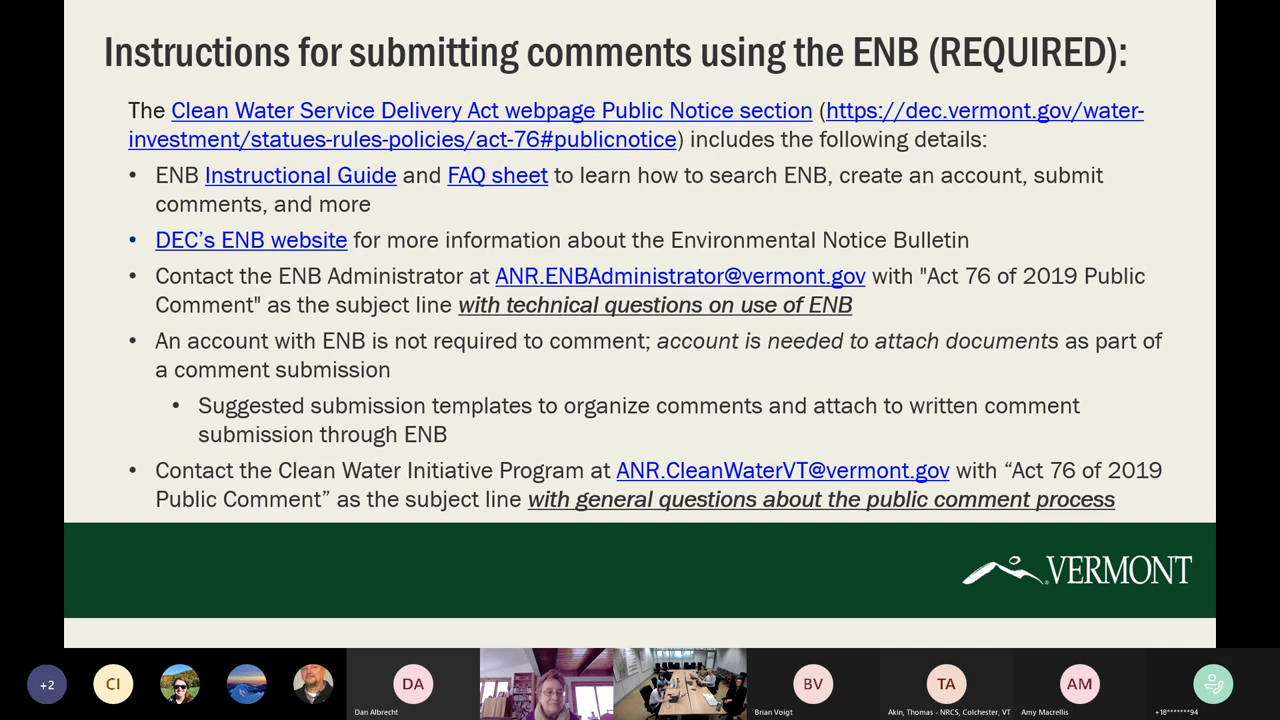 Instructions for submitting comments using the ENB (REQUIRED):
The Clean Water Service Delivery Act webpage Public Notice section (https://dec.vermont.gov/water-
investment/statues-rules-policies/act-76#publicnotice) includes the following details:
• ENB Instructional Guide and FAQ sheet to learn how to search ENB, create an account, submit
comments, and more
• DEC’s ENB website for more information about the Environmental Notice Bulletin
• Contact the ENB Administrator at ANR.ENBAdministrator@vermont.gov with "Act 76 of 2019 Public
Comment" as the subject line with technical questions on use of ENB
• An account with ENB is not required to comment; account is needed to attach documents as part of
a comment submission
• Suggested submission templates to organize comments and attach to written comment
submission through ENB
• Contact the Clean Water Initiative Program at ANR.CleanWaterVT@vermont.gov with “Act 76 of 2019
Public Comment” as the subject line with general questions about the public comment process
VERMONT
+2
CI
DA
BV
TA
AM
Dan Albrecht
Brian Voigt
Akin, Thomas - NRCS, Colchester, VT
Amy Macrellis
+18*******94